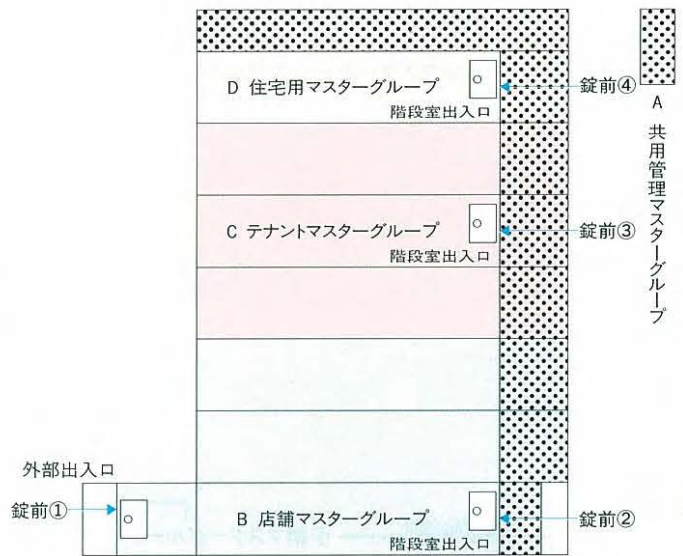 D 住宅用マスターグループ
階段室出入口
錠前④
A 共用管理マスターグループ
C テナントマスターグループ
階段室出入口
錠前③
外部出入口
錠前①
B 店舗マスターグループ
階段室出入口
錠前②